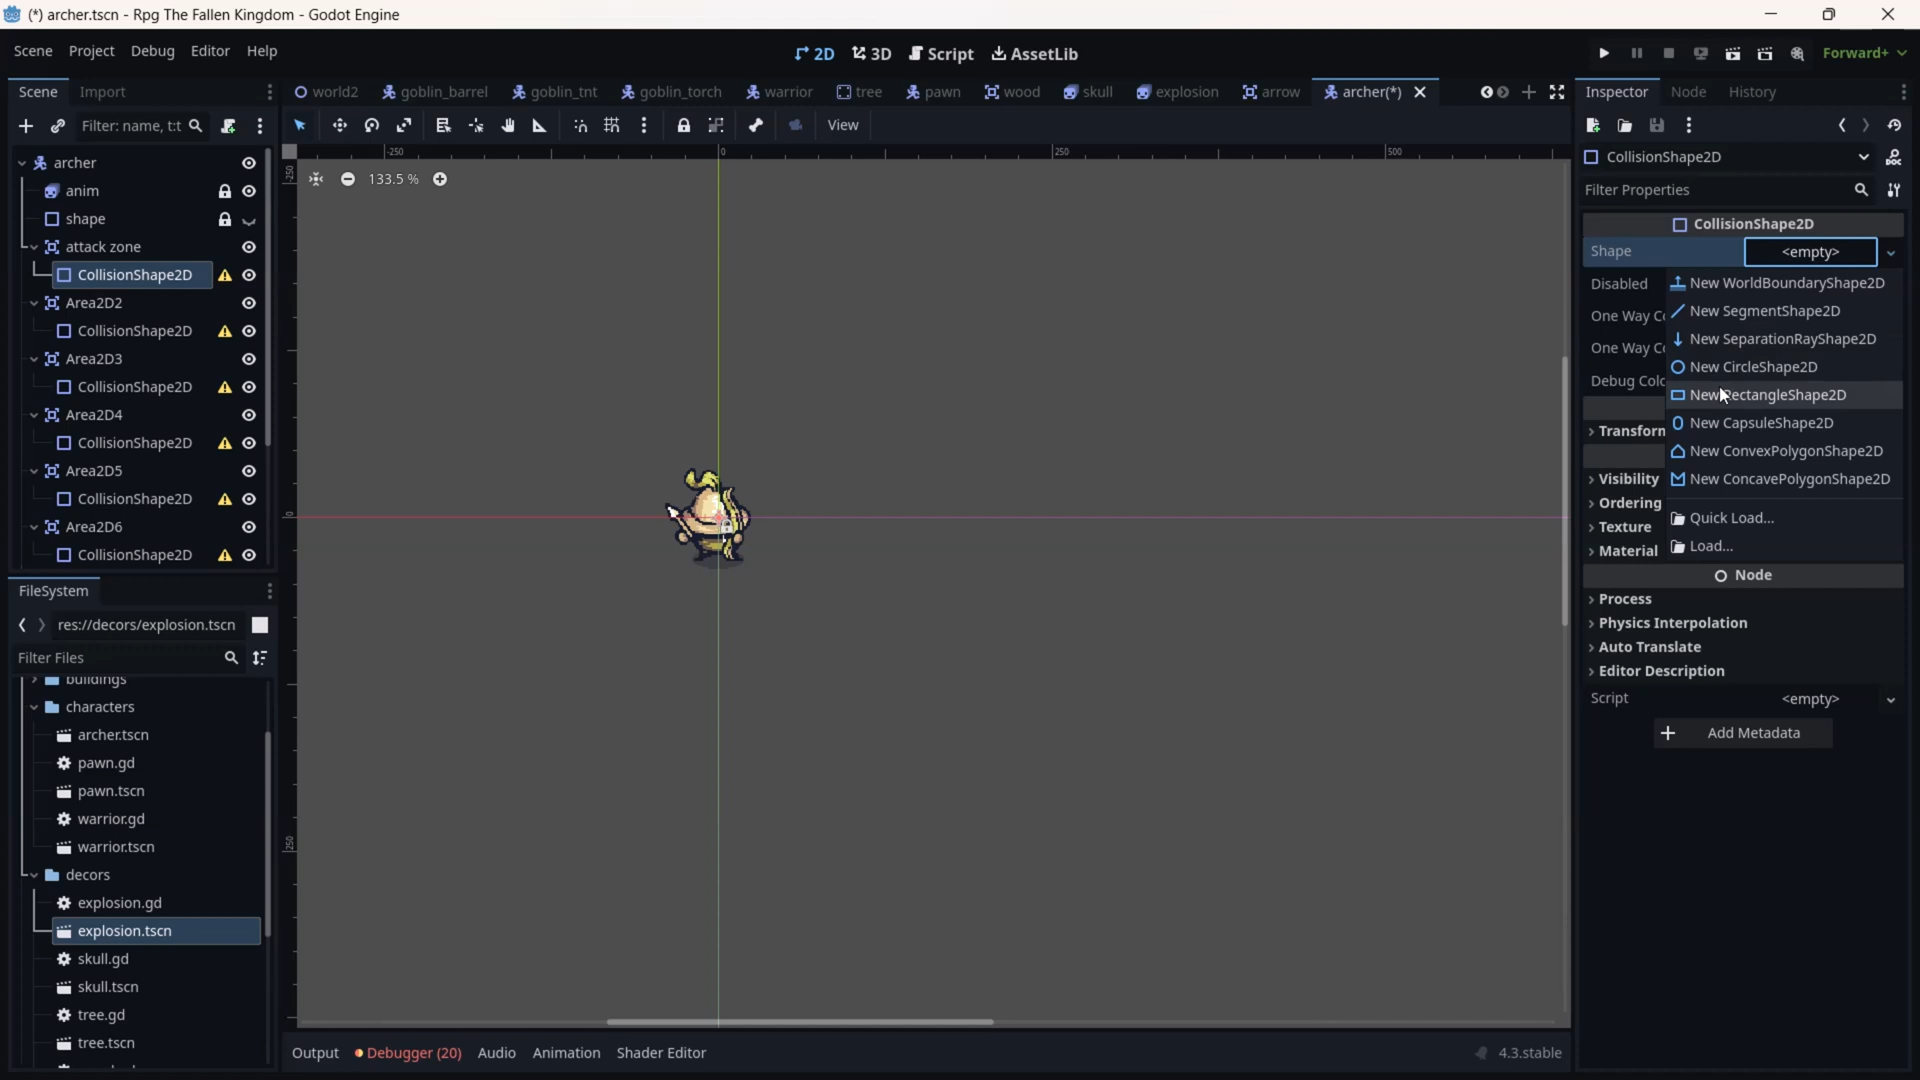 (*) archer.tscn - Rpg The Fallen Kingdom - Godot Engine
Scene Project Debug Editor Help
2D 3D Script AssetLib
Forward+
Scene Import
world2 goblin_barrel goblin_tnt goblin_torch warrior tree pawn wood skull explosion arrow archer(*)
Inspector Node History
Filter: name, t:t
View
-250 0 250 500
-250
0
250
133.5 %
archer
anim
shape
attack zone
CollisionShape2D
Area2D2
CollisionShape2D
Area2D3
CollisionShape2D
Area2D4
CollisionShape2D
Area2D5
CollisionShape2D
Area2D6
CollisionShape2D
FileSystem
res://decors/explosion.tscn
Filter Files
buildings
characters
archer.tscn
pawn.gd
pawn.tscn
warrior.gd
warrior.tscn
decors
explosion.gd
explosion.tscn
skull.gd
skull.tscn
tree.gd
tree.tscn
Output Debugger (20) Audio Animation Shader Editor
4.3.stable
CollisionShape2D
Filter Properties
CollisionShape2D
Shape <empty>
Disabled
One Way Co
One Way Co
Debug Colo
New WorldBoundaryShape2D
New SegmentShape2D
New SeparationRayShape2D
New CircleShape2D
New RectangleShape2D
New CapsuleShape2D
New ConvexPolygonShape2D
New ConcavePolygonShape2D
Quick Load...
Load...
Transform
Visibility
Ordering
Texture
Material
Node
Process
Physics Interpolation
Auto Translate
Editor Description
Script <empty>
Add Metadata